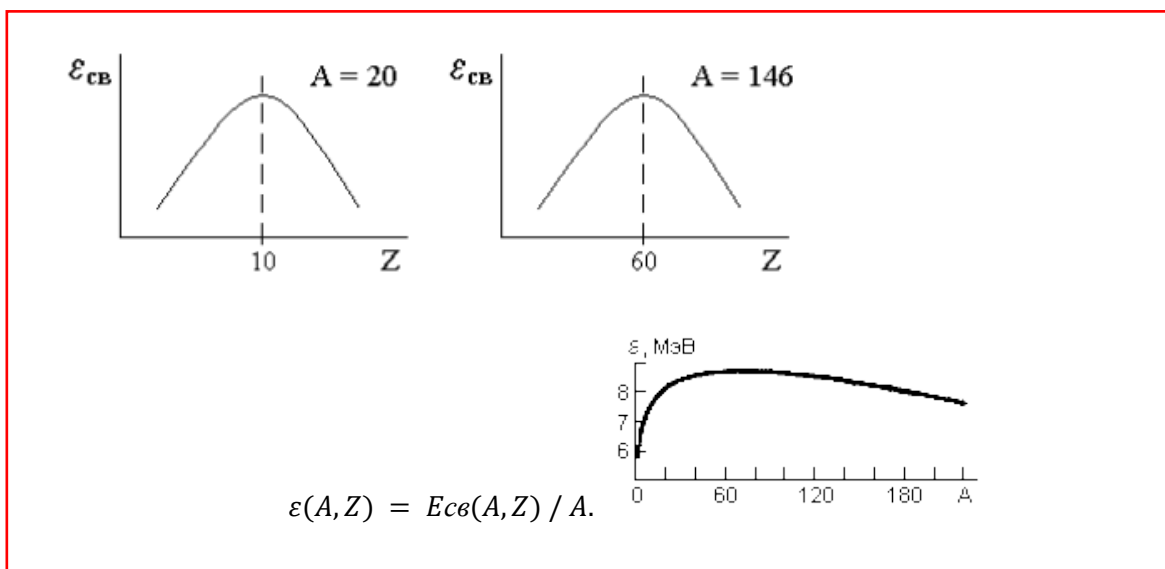 εсв A = 20
10 Z
εсв A = 146
60 Z
ε, МэВ
8
7
6
0 60 120 180 A
ε(A, Z) = Eсв(A, Z) / A.